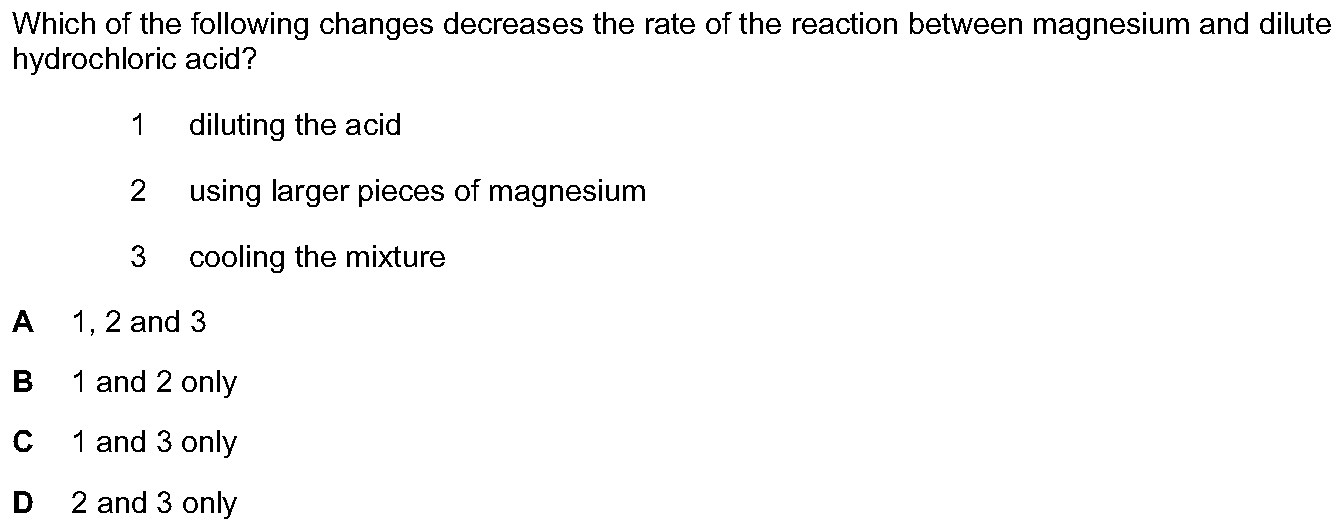 Which of the following changes decreases the rate of the reaction between magnesium and dilute
hydrochloric acid?
1 diluting the acid
2 using larger pieces of magnesium
3 cooling the mixture
A 1, 2 and 3
B 1 and 2 only
C 1 and 3 only
D 2 and 3 only